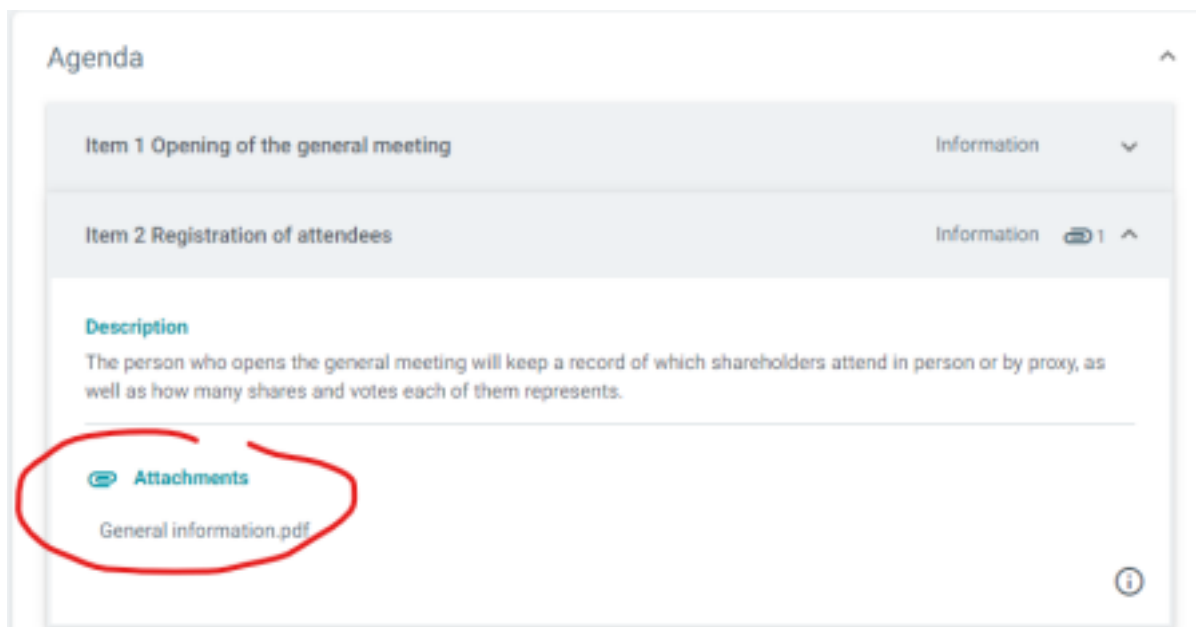 Agenda
Item 1 Opening of the general meeting Information
Item 2 Registration of attendees Information 1
Description
The person who opens the general meeting will keep a record of which shareholders attend in person or by proxy, as
well as how many shares and votes each of them represents.
Attachments
General information.pdf